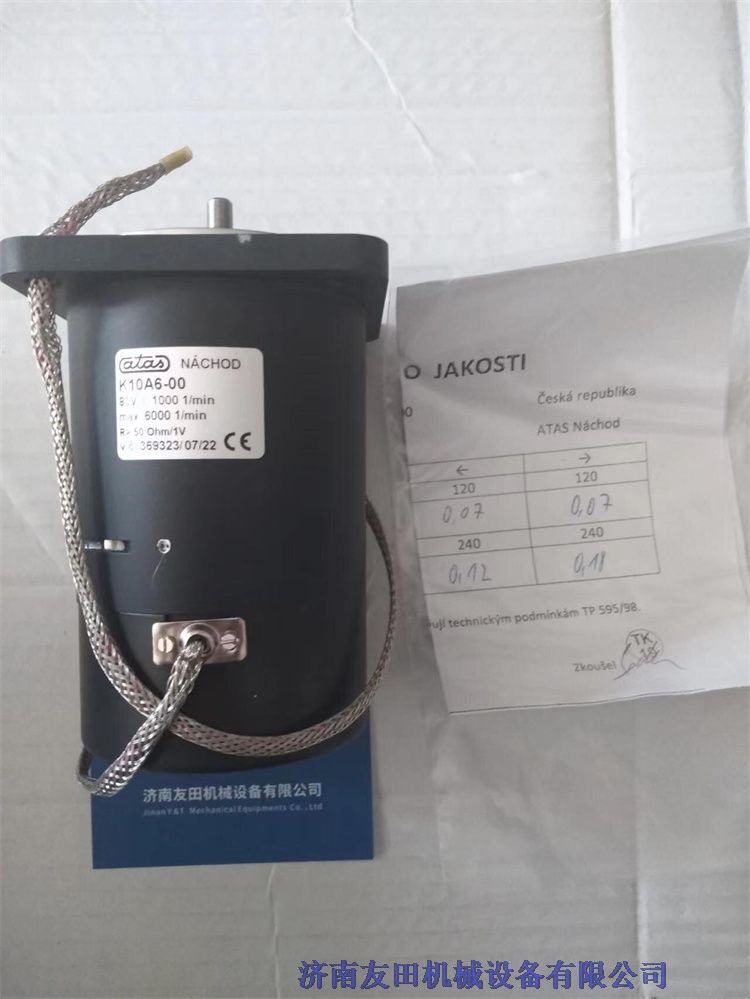 atas NÁCHOD
K10A6-00
1000 1/min
max. 6000 1/min
50 Ohm/1V
369323/07/22 CE
O JAKOSTI
Česká republika
ATAS Náchod
← →
120 120
0,07 0,07
240 240
0,12 0,18
technickým podmínkám TP 595/98.
TK
Zkoušel
济南友田机械设备有限公司
Jinan Y&T Mechanical Equipments Co., Ltd
济南友田机械设备有限公司